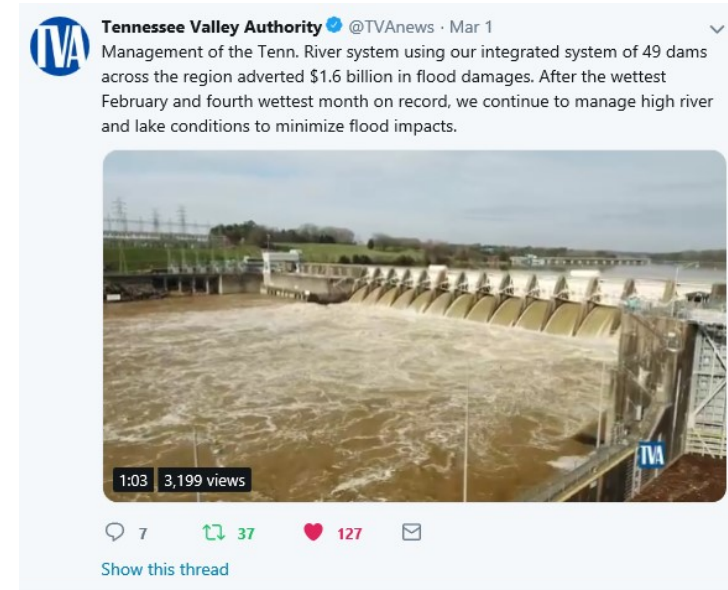 TVA
Tennessee Valley Authority @TVAnews · Mar 1
Management of the Tenn. River system using our integrated system of 49 dams
across the region adverted $1.6 billion in flood damages. After the wettest
February and fourth wettest month on record, we continue to manage high river
and lake conditions to minimize flood impacts.
TVA
1:03 3,199 views
7 37 127
Show this thread